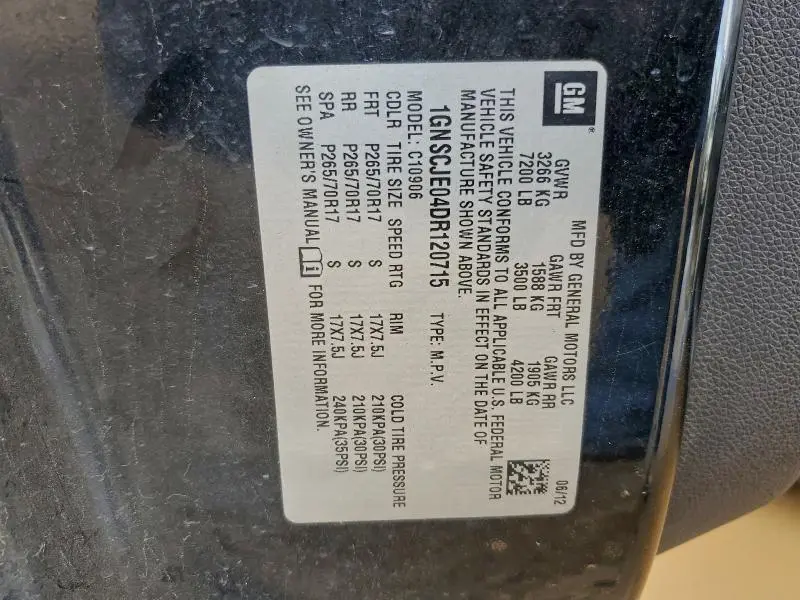 GM®
MFD BY GENERAL MOTORS LLC 06/12
GVWR GAWR FRT GAWR RR
3266 KG 1588 KG 1905 KG
7200 LB 3500 LB 4200 LB
THIS VEHICLE CONFORMS TO ALL APPLICABLE U.S. FEDERAL MOTOR
VEHICLE SAFETY STANDARDS IN EFFECT ON THE DATE OF
MANUFACTURE SHOWN ABOVE.
1GNSCJE04DR120715 TYPE: M.P.V.
MODEL: C10906
CDLR TIRE SIZE SPEED RTG RIM COLD TIRE PRESSURE
FRT P265/70R17 S 17X7.5J 210KPA(30PSI)
RR P265/70R17 S 17X7.5J 210KPA(30PSI)
SPA P265/70R17 S 17X7.5J 240KPA(35PSI)
SEE OWNER'S MANUAL i FOR MORE INFORMATION.